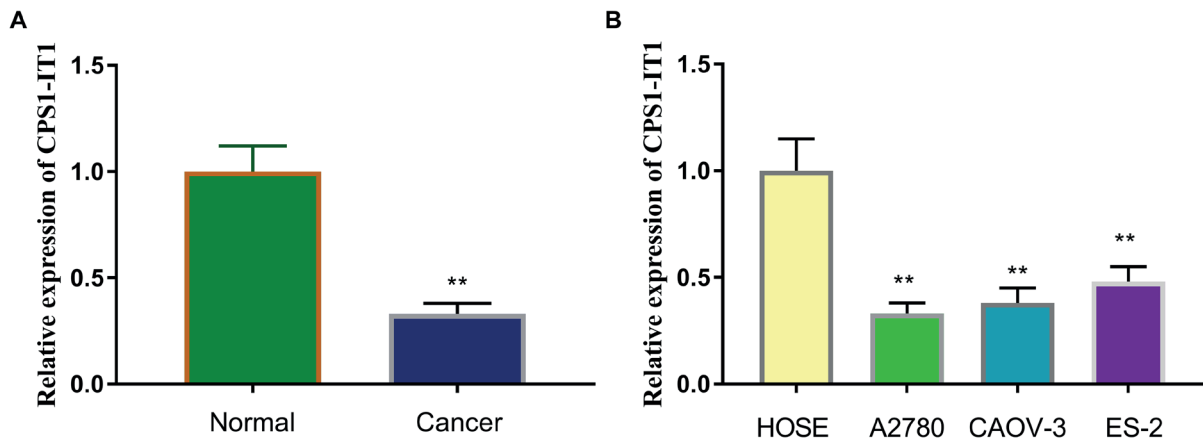 A
Relative expression of CPS1-IT1
1.5
1.0
0.5
0.0
**
Normal Cancer
B
Relative expression of CPS1-IT1
1.5
1.0
0.5
0.0
**
**
**
HOSE A2780 CAOV-3 ES-2